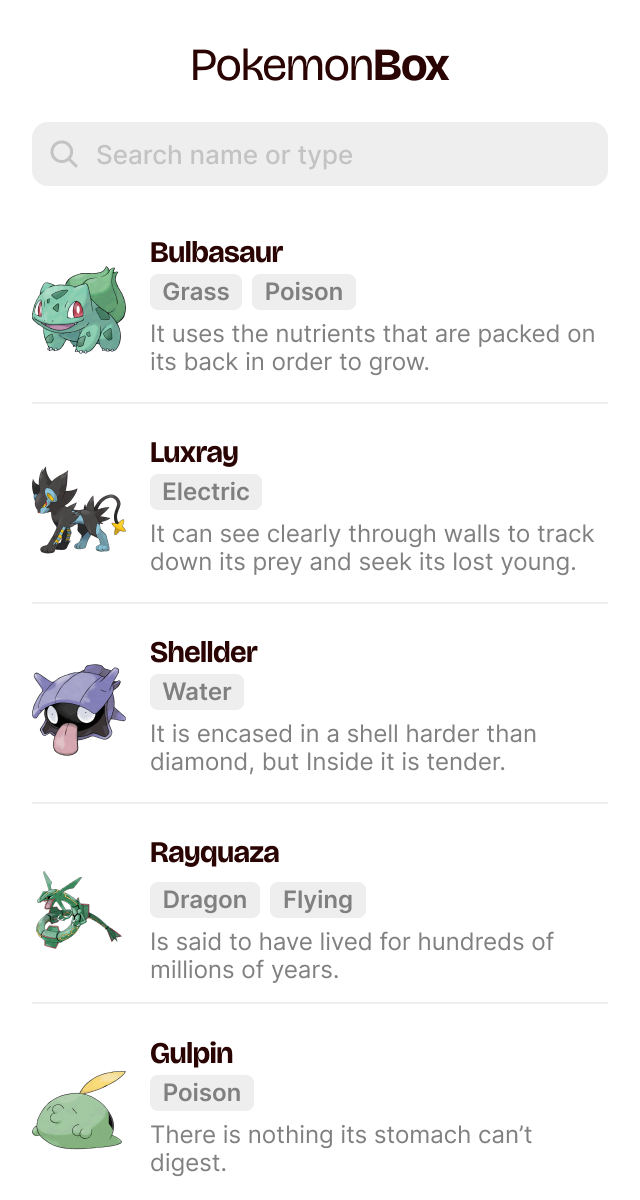 PokemonBox
Search name or type
Bulbasaur
Grass Poison
It uses the nutrients that are packed on
its back in order to grow.
Luxray
Electric
It can see clearly through walls to track
down its prey and seek its lost young.
Shellder
Water
It is encased in a shell harder than
diamond, but Inside it is tender.
Rayquaza
Dragon Flying
Is said to have lived for hundreds of
millions of years.
Gulpin
Poison
There is nothing its stomach can’t
digest.